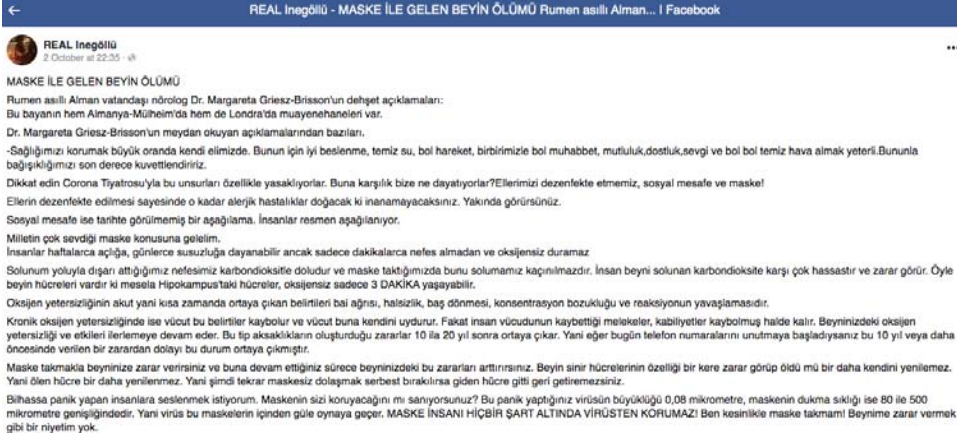 REAL Inegöllü - MASKE İLE GELEN BEYİN ÖLÜMÜ Rumen asıllı Alman... I Facebook
REAL Inegöllü
2 October at 22:35 ·
MASKE İLE GELEN BEYİN ÖLÜMÜ
Rumen asıllı Alman vatandaşı nörolog Dr. Margareta Griesz-Brisson'un dehşet açıklamaları:
Bu bayanın hem Almanya-Mülheim'da hem de Londra'da muayenehaneleri var.
Dr. Margareta Griesz-Brisson'un meydan okuyan açıklamalarından bazıları.
-Sağlığımızı korumak büyük oranda kendi elimizde. Bunun için iyi beslenme, temiz su, bol hareket, birbirimizle bol muhabbet, mutluluk,dostluk,sevgi ve bol bol temiz hava almak yeterli.Bununla
bağışıklığımızı son derece kuvvetlendiririz.
Dikkat edin Corona Tiyatrosu'yla bu unsurları özellikle yasaklıyorlar. Buna karşılık bize ne dayatıyorlar?Ellerimizi dezenfekte etmemiz, sosyal mesafe ve maske!
Ellerin dezenfekte edilmesi sayesinde o kadar alerjik hastalıklar doğacak ki inanamayacaksınız. Yakında görürsünüz.
Sosyal mesafe ise tarihte görülmemiş bir aşağılama. İnsanlar resmen aşağılanıyor.
Milletin çok sevdiği maske konusuna gelelim.
İnsanlar haftalarca açlığa, günlerce susuzluğa dayanabilir ancak sadece dakikalarca nefes almadan ve oksijensiz duramaz
Solunum yoluyla dışarı attığımız nefesimiz karbondioksitle doludur ve maske taktığımızda bunu solumamız kaçınılmazdır. İnsan beyni solunan karbondioksite karşı çok hassastır ve zarar görür. Öyle
beyin hücreleri vardır ki mesela Hipokampus'taki hücreler, oksijensiz sadece 3 DAKİKA yaşayabilir.
Oksijen yetersizliğinin akut yani kısa zamanda ortaya çıkan belirtileri baş ağrısı, halsizlik, baş dönmesi, konsentrasyon bozukluğu ve reaksiyonun yavaşlamasıdır.
Kronik oksijen yetersizliğinde ise vücut bu belirtiler kaybolur ve vücut buna kendini uydurur. Fakat insan vücudunun kaybettiği melekeler, kabiliyetler kaybolmuş halde kalır. Beyninizdeki oksijen
yetersizliği ve etkileri ilerlemeye devam eder. Bu tip aksaklıkların oluşturduğu zararlar 10 ila 20 yıl sonra ortaya çıkar. Yani eğer bugün telefon numaralarını unutmaya başladıysanız bu 10 yıl veya daha
öncesinde verilen bir zarardan dolayı bu durum ortaya çıkmıştır.
Maske takmakla beyninize zarar verirsiniz ve buna devam ettiğiniz sürece beyninizdeki bu zararları arttırırsınız. Beyin sinir hücrelerinin özelliği bir kere zarar görüp öldü mü bir daha kendini yenilemez.
Yani ölen hücre bir daha yenilenmez. Yani şimdi tekrar maskesiz dolaşmak serbest bırakılırsa giden hücre gitti geri getiremezsiniz.
Bilhassa panik yapan insanlara seslenmek istiyorum. Maskenin sizi koruyacağını mı sanıyorsunuz? Bu panik yaptığınız virüsün büyüklüğü 0,08 mikrometre, maskenin dukma sıklığı ise 80 ile 500
mikrometre genişliğindedir. Yani virüs bu maskelerin içinden güle oynaya geçer. MASKE İNSANI HİÇBİR ŞART ALTINDA VİRÜSTEN KORUMAZ! Ben kesinlikle maske takmam! Beynime zarar vermek
gibi bir niyetim yok.